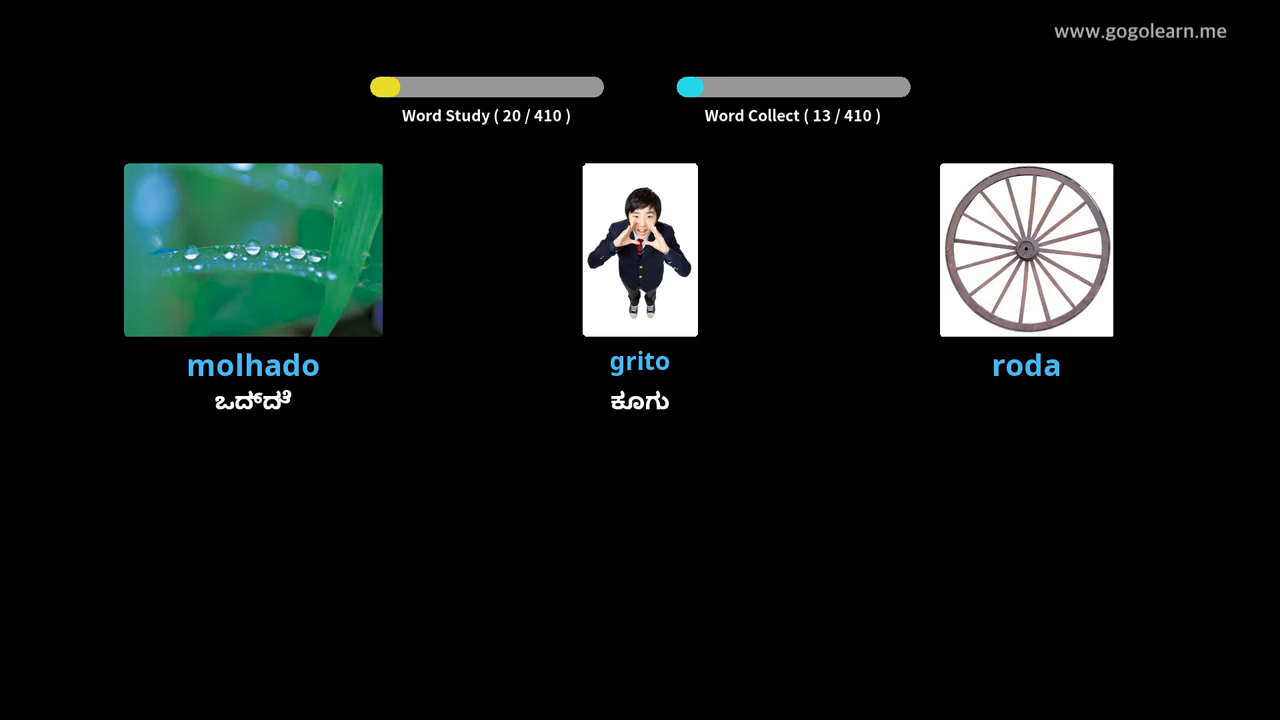 www.gogolearn.me
Word Study ( 20 / 410 )
Word Collect ( 13 / 410 )
molhado
grito
roda
ಒದ್ದೆ
ಕೂಗು